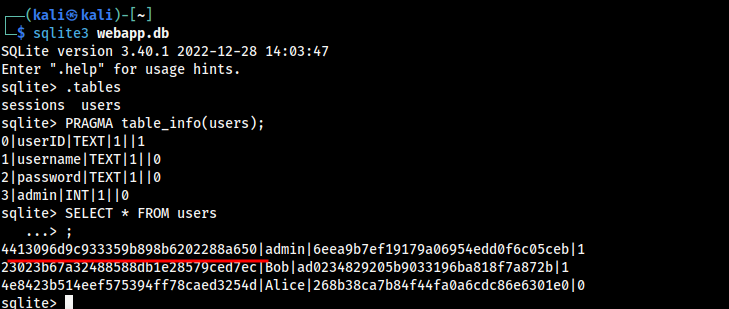 ┌──(kali㉿kali)-[~]
└─$ sqlite3 webapp.db
SQLite version 3.40.1 2022-12-28 14:03:47
Enter ".help" for usage hints.
sqlite> .tables
sessions  users
sqlite> PRAGMA table_info(users);
0|userID|TEXT|1||1
1|username|TEXT|1||0
2|password|TEXT|1||0
3|admin|INT|1||0
sqlite> SELECT * FROM users
   ...> ;
4413096d9c933359b898b6202288a650|admin|6eea9b7ef19179a06954edd0f6c05ceb|1
23023b67a32488588db1e28579ced7ec|Bob|ad0234829205b9033196ba818f7a872b|1
4e8423b514eef575394ff78caed3254d|Alice|268b38ca7b84f44fa0a6cdc86e6301e0|0
sqlite>